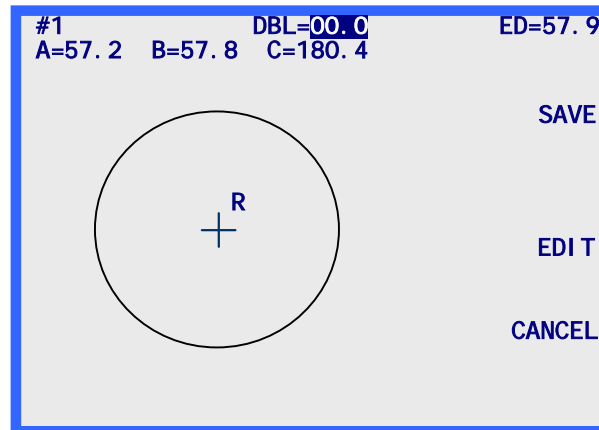 #1 DBL=00.0 ED=57.9
A=57.2 B=57.8 C=180.4
SAVE
R
EDIT
CANCEL